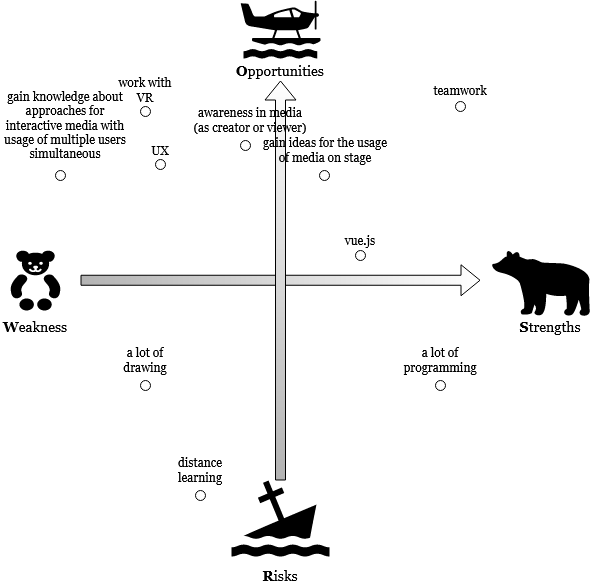 Opportunities
work with
VR
teamwork
gain knowledge about
approaches for
interactive media with
usage of multiple users
simultaneous
awareness in media
(as creator or viewer)
gain ideas for the usage
of media on stage
UX
vue.js
Weakness
Strengths
a lot of
drawing
a lot of
programming
distance
learning
Risks